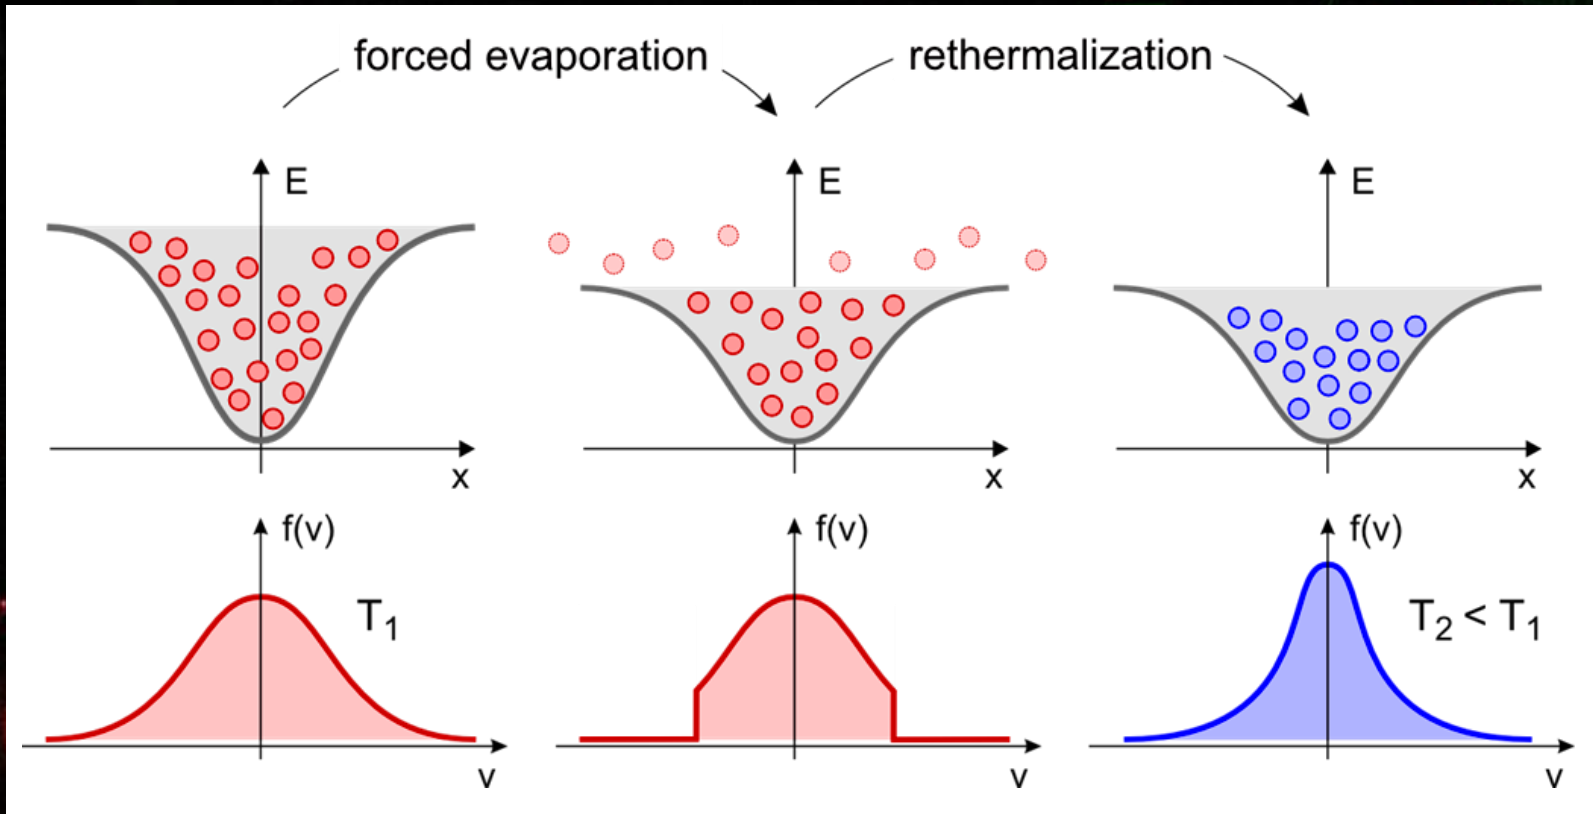 forced evaporation
rethermalization
E
E
E
x
x
x
f(v)
f(v)
f(v)
T₁
T₂ < T₁
v
v
v